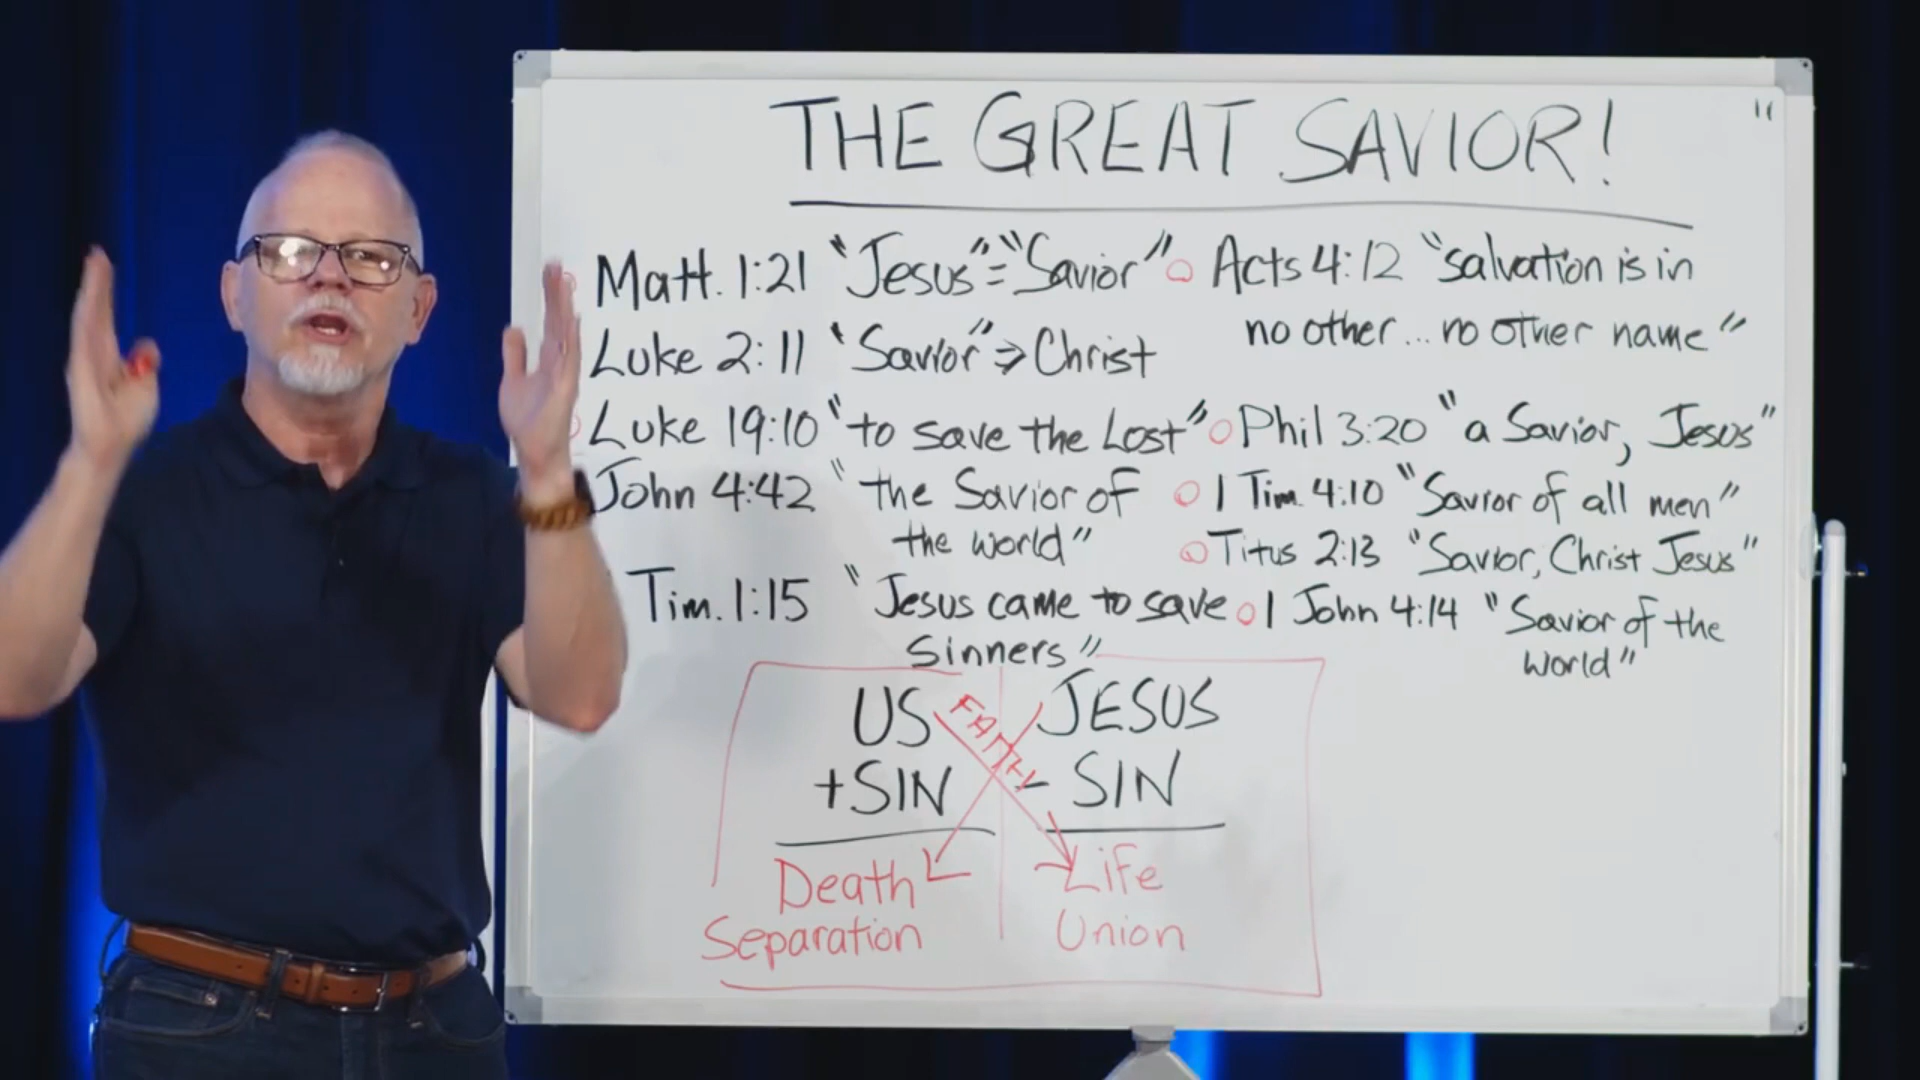 THE GREAT SAVIOR!
"
Matt. 1:21 "Jesus" = "Savior"
Luke 2:11 "Savior" => Christ
Luke 19:10 "to save the Lost"
John 4:42 "the Savior of
the world"
Tim. 1:15 "Jesus came to save
Sinners"
Acts 4:12 "salvation is in
no other... no other name"
Phil 3:20 "a Savior, Jesus"
1 Tim. 4:10 "Savior of all men"
Titus 2:13 "Savior, Christ Jesus"
1 John 4:14 "Savior of the
World"
US
+SIN
Death
Separation
FAITH
JESUS
- SIN
Life
Union